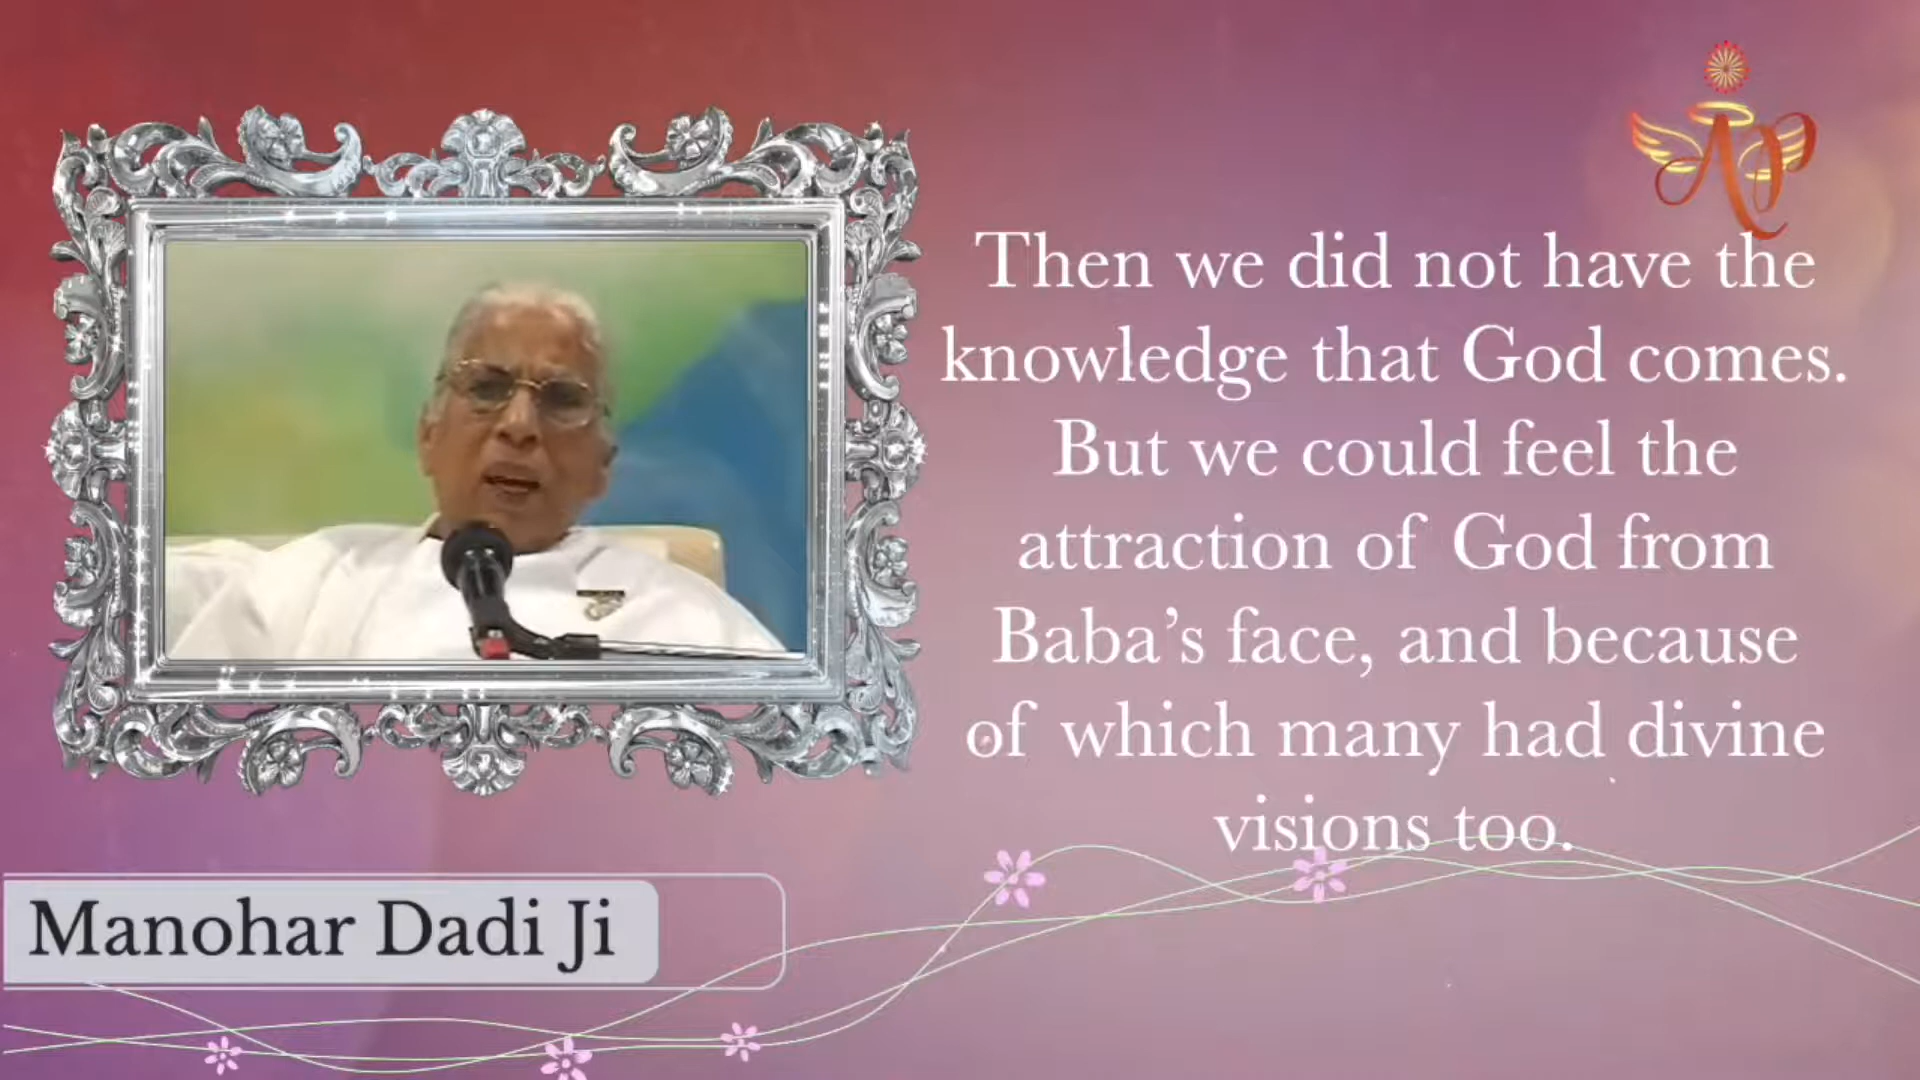 AP
Then we did not have the
knowledge that God comes.
But we could feel the
attraction of God from
Baba’s face, and because
of which many had divine
visions too.
Manohar Dadi Ji